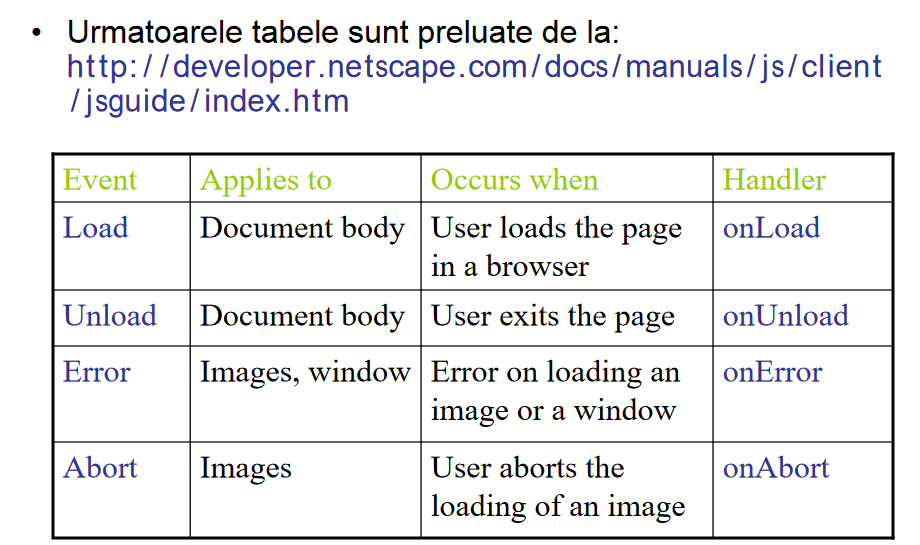 • Urmatoarele tabele sunt preluate de la:
http://developer.netscape.com/docs/manuals/js/client
/jsguide/index.htm
Event Applies to Occurs when Handler
Load Document body User loads the page onLoad
in a browser
Unload Document body User exits the page onUnload
Error Images, window Error on loading an onError
image or a window
Abort Images User aborts the onAbort
loading of an image